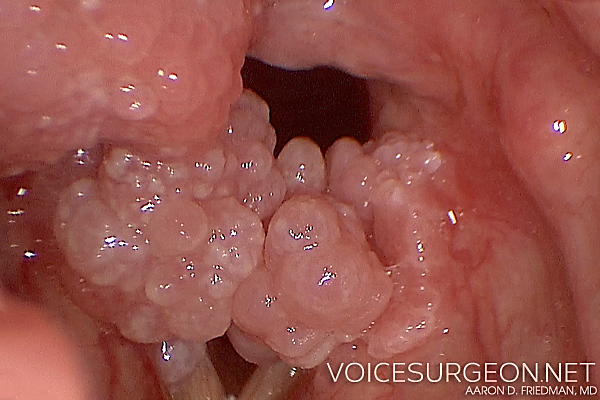 VOICESURGEON.NET
AARON D. FRIEDMAN, MD